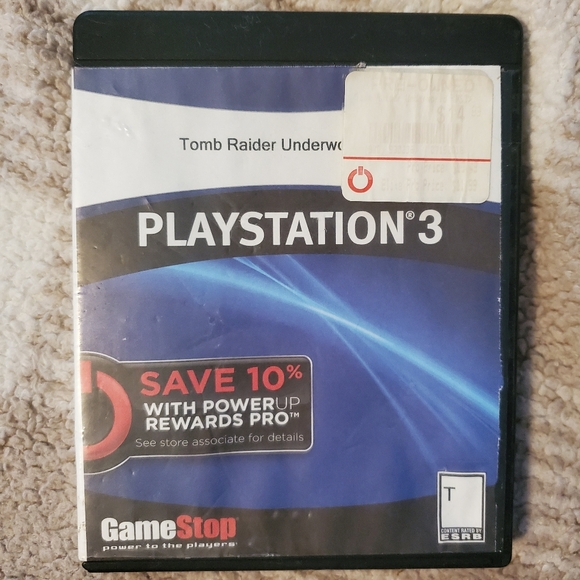 Tomb Raider Underwo
PLAYSTATION®3
SAVE 10%
WITH POWERUP
REWARDS PRO™
See store associate for details
T
CONTENT RATED BY
ESRB
GameStop
power to the players